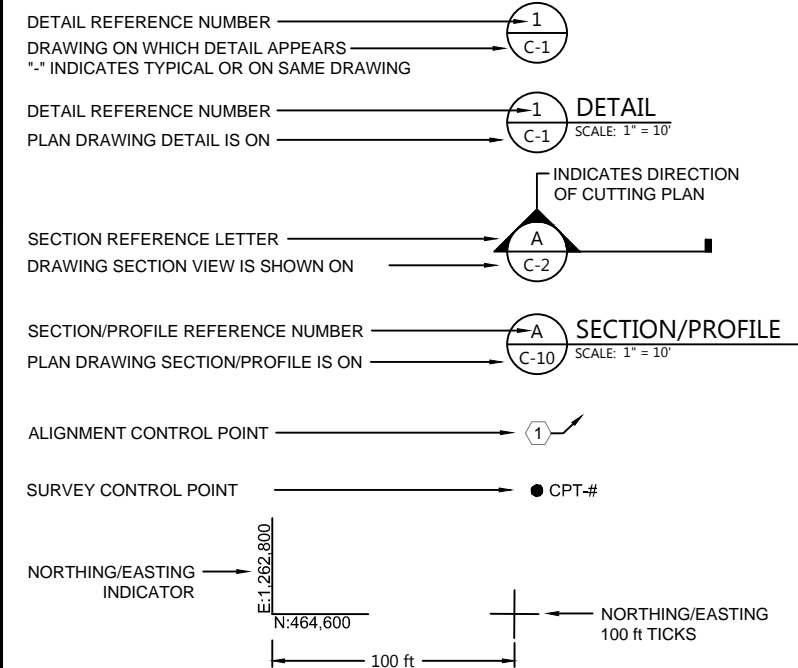 DETAIL REFERENCE NUMBER
1
DRAWING ON WHICH DETAIL APPEARS
C-1
"-" INDICATES TYPICAL OR ON SAME DRAWING
DETAIL REFERENCE NUMBER
1
DETAIL
SCALE: 1" = 10'
PLAN DRAWING DETAIL IS ON
C-1
INDICATES DIRECTION
OF CUTTING PLAN
SECTION REFERENCE LETTER
A
DRAWING SECTION VIEW IS SHOWN ON
C-2
SECTION/PROFILE REFERENCE NUMBER
A
SECTION/PROFILE
SCALE: 1" = 10'
PLAN DRAWING SECTION/PROFILE IS ON
C-10
ALIGNMENT CONTROL POINT
1
SURVEY CONTROL POINT
CPT-#
NORTHING/EASTING
INDICATOR
E:1,262,800
N:464,600
NORTHING/EASTING
100 ft TICKS
100 ft